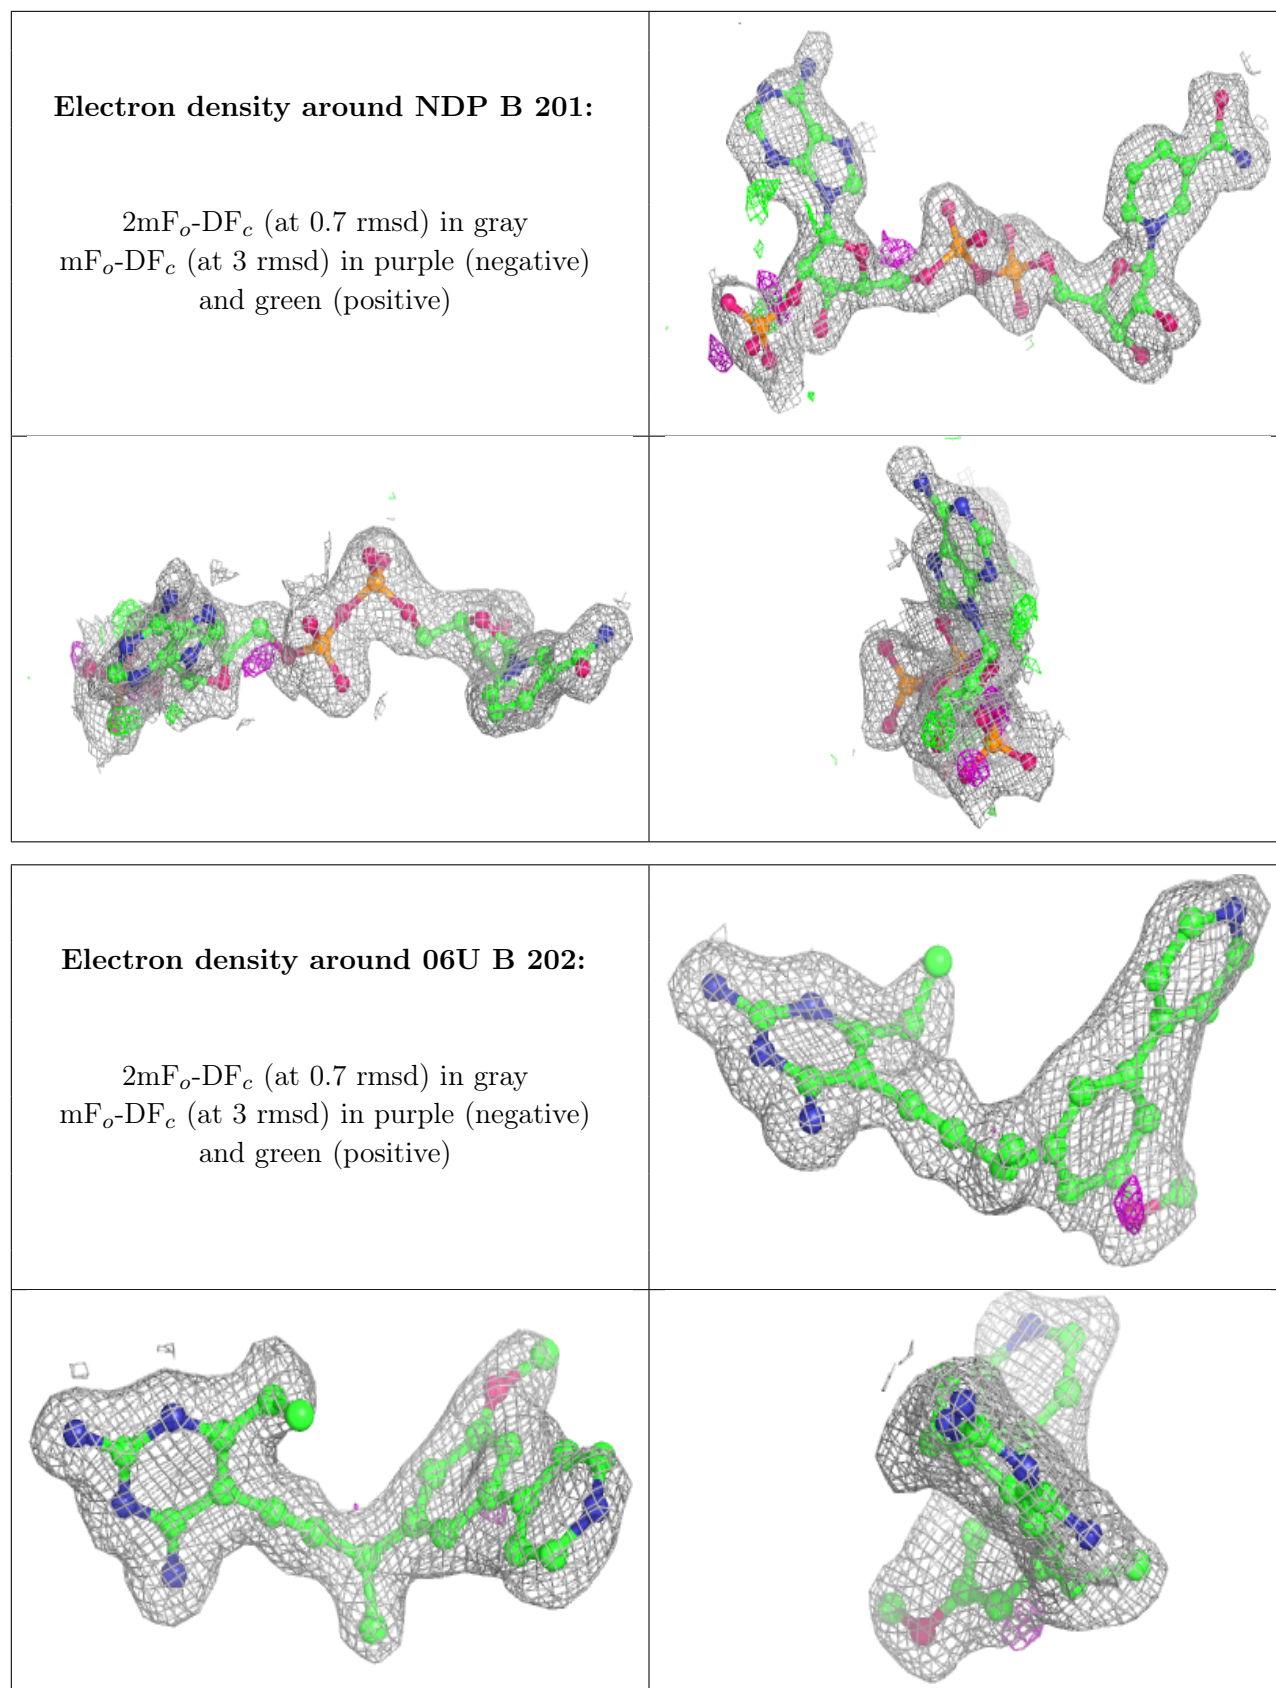 Electron density around NDP B 201:
2mFo-DFc (at 0.7 rmsd) in gray
mFo-DFc (at 3 rmsd) in purple (negative)
and green (positive)
Electron density around 06U B 202:
2mFo-DFc (at 0.7 rmsd) in gray
mFo-DFc (at 3 rmsd) in purple (negative)
and green (positive)